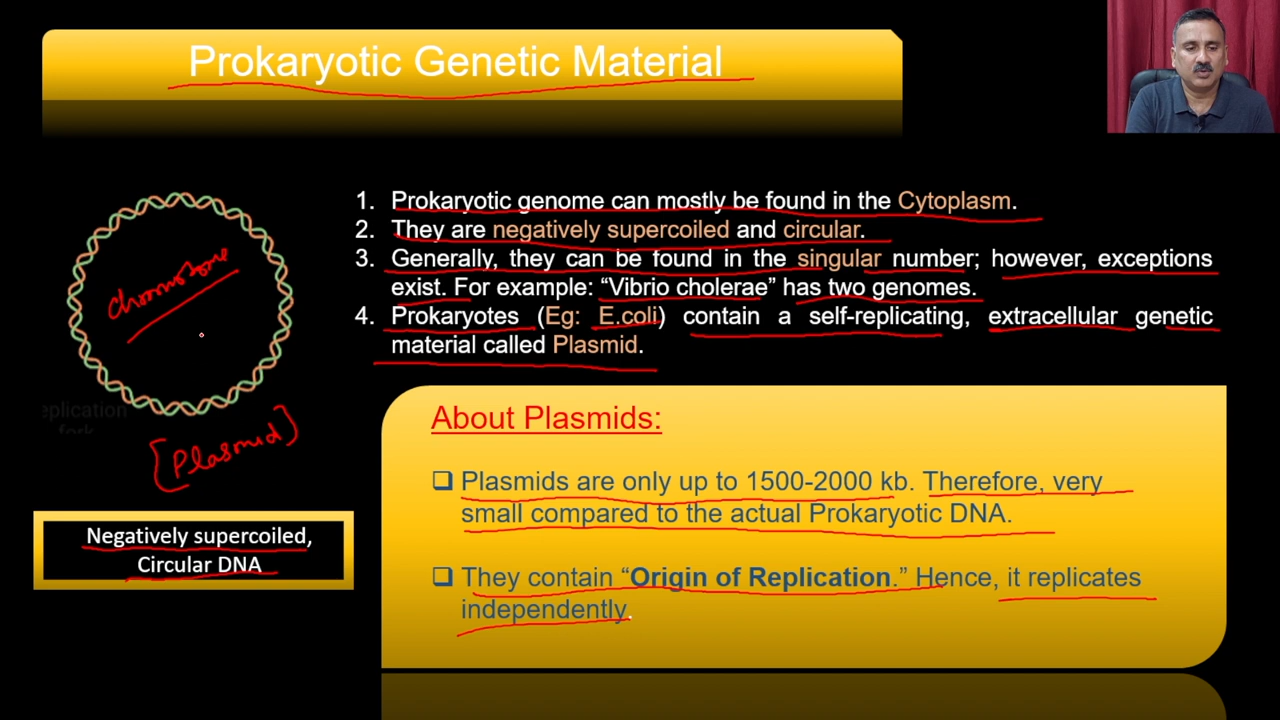 Prokaryotic Genetic Material
1. Prokaryotic genome can mostly be found in the Cytoplasm.
2. They are negatively supercoiled and circular.
3. Generally, they can be found in the singular number; however, exceptions
exist. For example: “Vibrio cholerae” has two genomes.
4. Prokaryotes (Eg: E.coli) contain a self-replicating, extracellular genetic
material called Plasmid.
chromosome
eplication
fork
[Plasmid]
Negatively supercoiled,
Circular DNA
About Plasmids:
❑ Plasmids are only up to 1500-2000 kb. Therefore, very
small compared to the actual Prokaryotic DNA.
❑ They contain “Origin of Replication.” Hence, it replicates
independently.